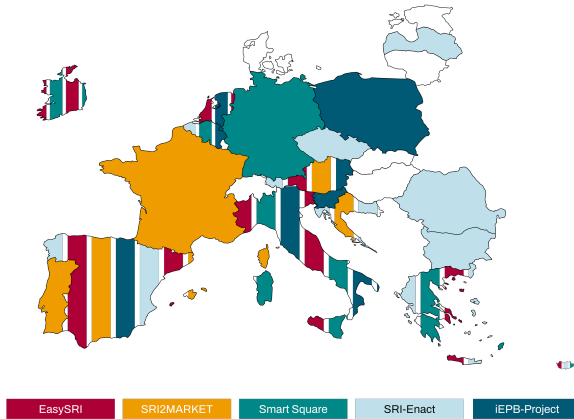 EasySRI
SRI2MARKET
Smart Square
SRI-Enact
iEPB-Project